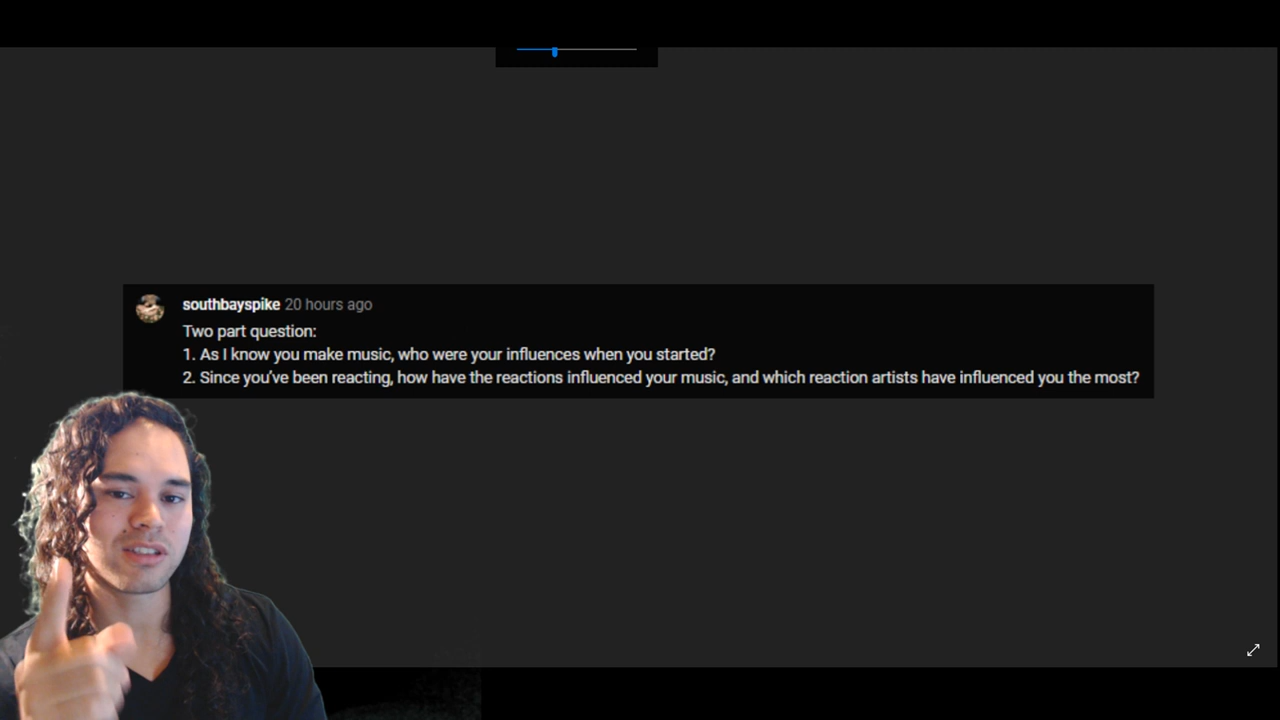 southbayspike 20 hours ago
Two part question:
1. As I know you make music, who were your influences when you started?
2. Since you've been reacting, how have the reactions influenced your music, and which reaction artists have influenced you the most?